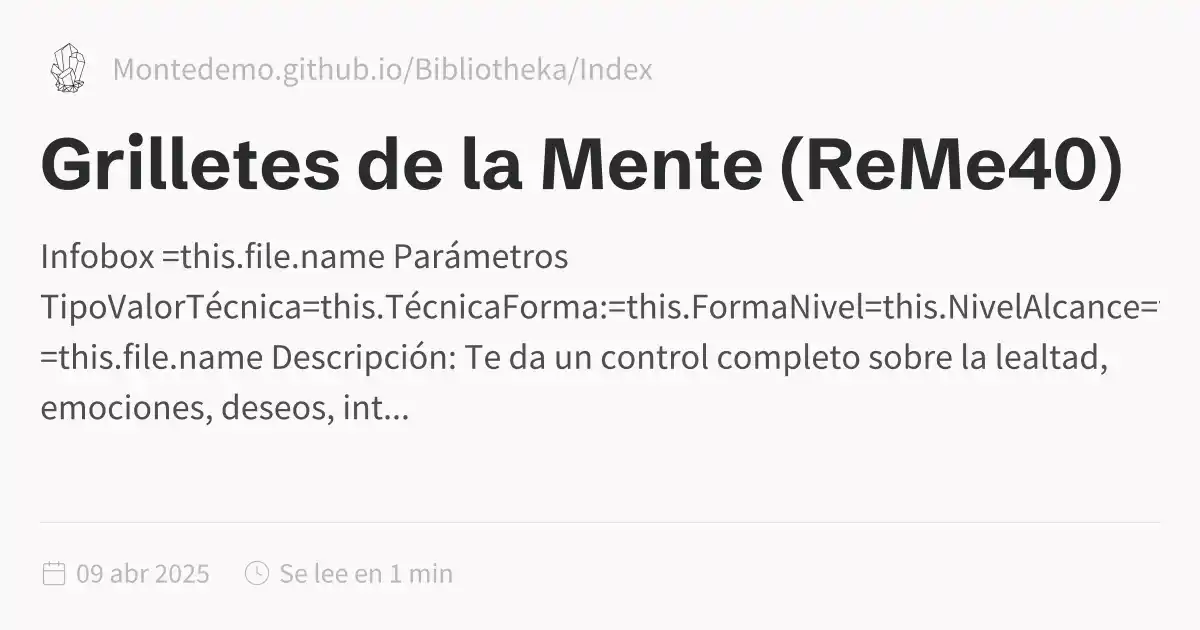 Montedemo.github.io/Bibliotheka/Index
Grilletes de la Mente (ReMe40)
Infobox =this.file.name Parámetros
TipoValorTécnica=this.TécnicaForma:=this.FormaNivel=this.NivelAlcance=
=this.file.name Descripción: Te da un control completo sobre la lealtad,
emociones, deseos, int...
09 abr 2025
Se lee en 1 min